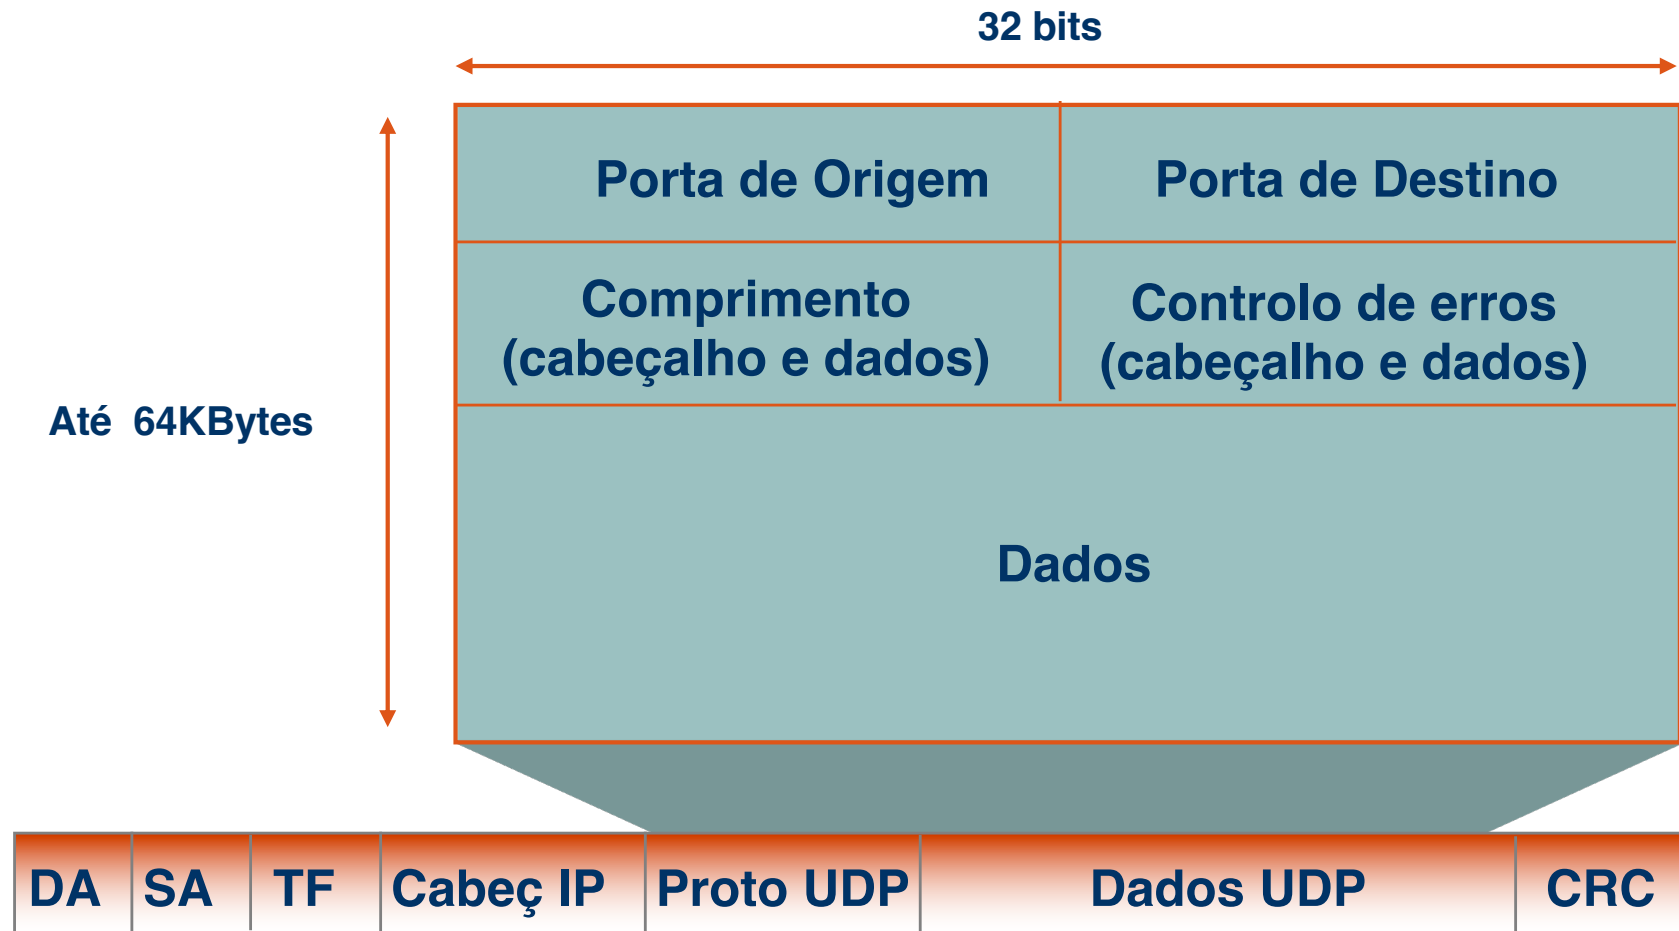 32 bits
Porta de Origem
Porta de Destino
Comprimento
(cabeçalho e dados)
Controlo de erros
(cabeçalho e dados)
Até 64KBytes
Dados
DA SA TF Cabeç IP Proto UDP Dados UDP CRC